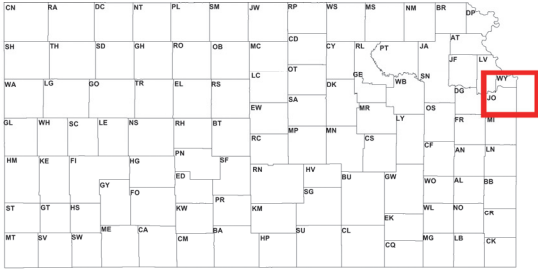 CN RA DC NT PL SM JW RP WS MS NM BR DP
CD AT
SH TH SD GH RO OB MC CY RL PT JA
JF LV
OT GE WY
LC WB SN
WA LG GO TR EL RS DK DG JO
SA
EW MR OS
GL WH SC LE NS RH BT LY FR MI
RC MP MN CS
CF
PN AN LN
HM KE FI HG SF
RN HV
ED BU GW
GY WO AL BB
FO SG
PR
ST GT HS KW KM WL NO CR
EK
MT SV SW ME CA CM BA HP SU CL CQ MG LB CK